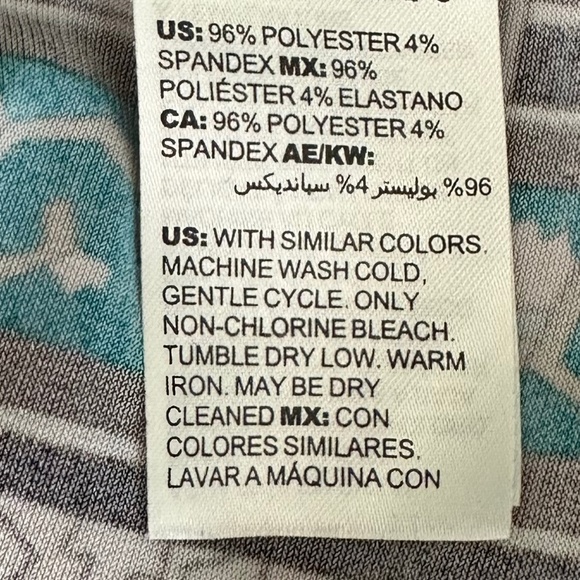 US: 96% POLYESTER 4%
SPANDEX MX: 96%
POLIÉSTER 4% ELASTANO
CA: 96% POLYESTER 4%
SPANDEX AE/KW:
96% بوليستر 4% سبانديكس
US: WITH SIMILAR COLORS.
MACHINE WASH COLD,
GENTLE CYCLE. ONLY
NON-CHLORINE BLEACH.
TUMBLE DRY LOW. WARM
IRON. MAY BE DRY
CLEANED MX: CON
COLORES SIMILARES.
LAVAR A MÁQUINA CON